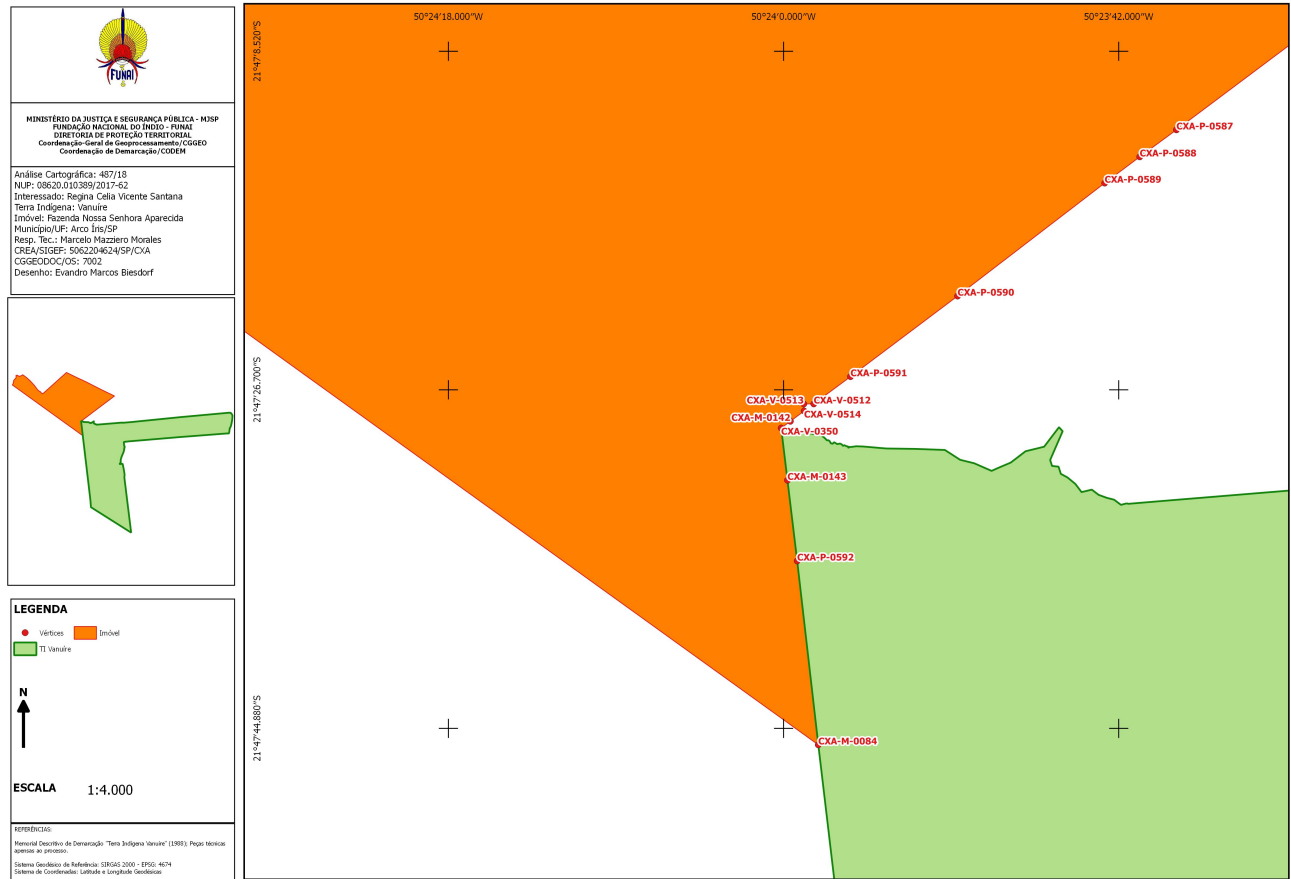 FUNAI
MINISTÉRIO DA JUSTIÇA E SEGURANÇA PÚBLICA - MJSP
FUNDAÇÃO NACIONAL DO ÍNDIO - FUNAI
DIRETORIA DE PROTEÇÃO TERRITORIAL
Coordenação-Geral de Geoprocessamento/CGGEO
Coordenação de Demarcação/CODEM
Análise Cartográfica: 487/18
NUP: 08620.010389/2017-62
Interessado: Regina Celia Vicente Santana
Terra Indígena: Vanuíre
Imóvel: Fazenda Nossa Senhora Aparecida
Município/UF: Arco Íris/SP
Resp. Tec.: Marcelo Mazziero Morales
CREA/SIGEF: 5062204624/SP/CXA
CGGEODOC/OS: 7002
Desenho: Evandro Marcos Biesdorf
LEGENDA
Vértices
Imóvel
TI Vanuíre
N
ESCALA 1:4.000
REFERÊNCIAS:
Memorial Descritivo de Demarcação "Terra Indígena Vanuíre" (1988); Peças técnicas
apensas ao processo.
Sistema Geodésico de Referência: SIRGAS 2000 - EPSG: 4674
Sistema de Coordenadas: Latitude e Longitude Geodésicas
50°24'18.000"W
50°24'0.000"W
50°23'42.000"W
21°47'8.520"S
21°47'26.700"S
21°47'44.880"S
CXA-P-0587
CXA-P-0588
CXA-P-0589
CXA-P-0590
CXA-P-0591
CXA-V-0513
CXA-V-0512
CXA-V-0514
CXA-M-0142
CXA-V-0350
CXA-M-0143
CXA-P-0592
CXA-M-0084